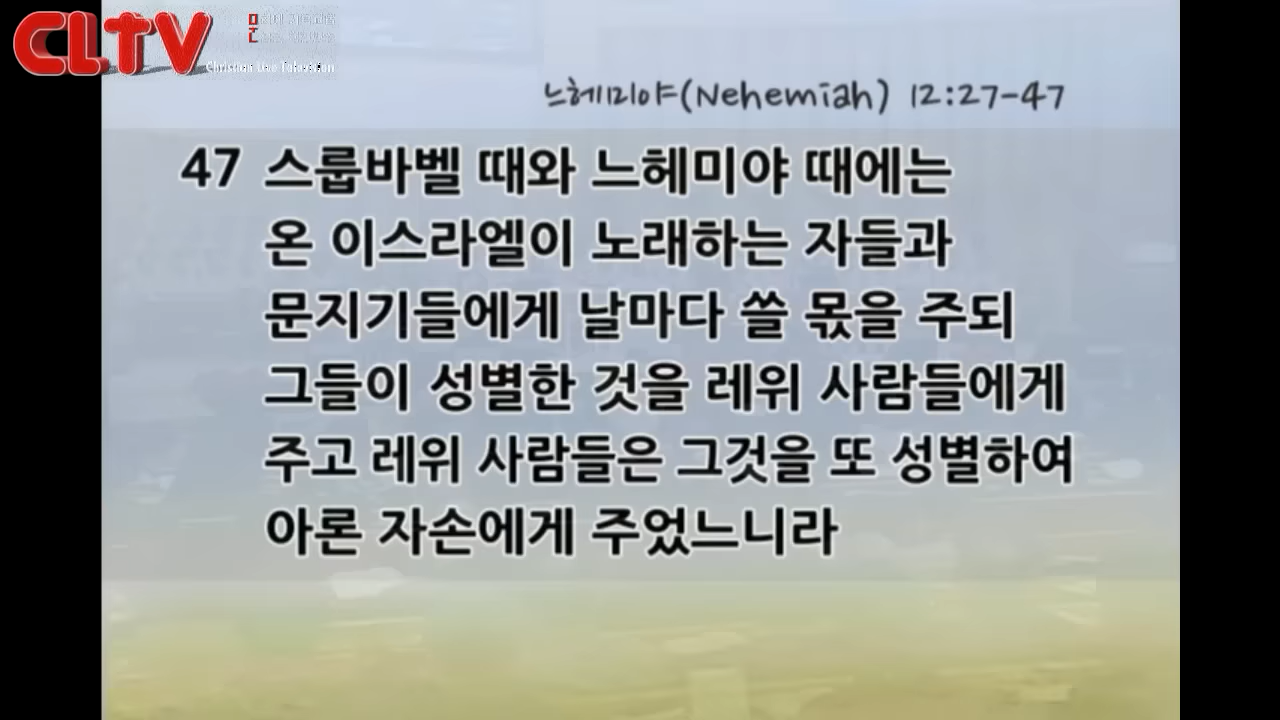 CLTV
Christian Live Television
느헤미야(Nehemiah) 12:27-47
47 스룹바벨 때와 느헤미야 때에는
온 이스라엘이 노래하는 자들과
문지기들에게 날마다 쓸 몫을 주되
그들이 성별한 것을 레위 사람들에게
주고 레위 사람들은 그것을 또 성별하여
아론 자손에게 주었느니라